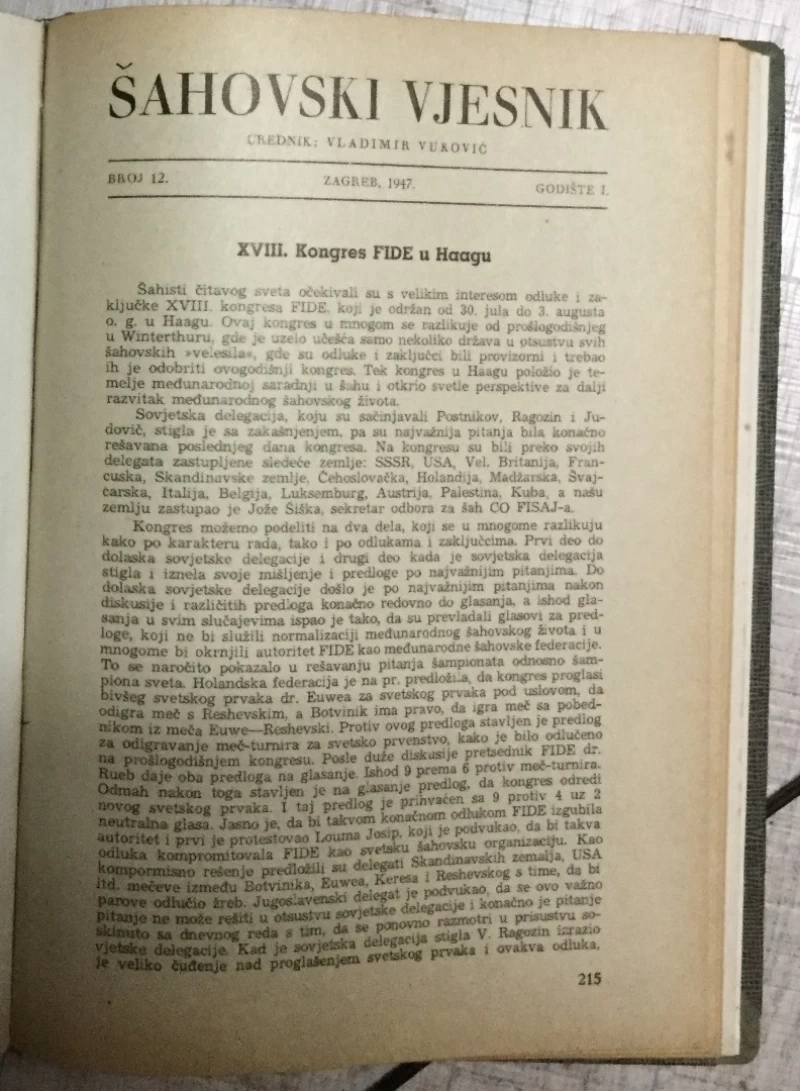 ŠAHOVSKI VJESNIK
UREDNIK: VLADIMIR VUKOVIĆ
BROJ 12.
ZAGREB, 1947.
GODIŠTE I.
XVIII. Kongres FIDE u Haagu
Šahisti čitavog sveta očekivali su s velikim interesom odluke i za-
ključke XVIII. kongresa FIDE, koji je održan od 30. jula do 3. augusta
o. g. u Haagu. Ovaj kongres u mnogom se razlikuje od prošlogodišnjeg
u Winterthuru, gde je uzelo učešća samo nekoliko država u otsustvu svih
šahovskih »velesila«, gde su odluke i zaključci bili provizorni i trebao
ih je odobriti ovogodišnji kongres. Tek kongres u Haagu položio je te-
melje međunarodnoj saradnji u šahu i otkrio svetle perspektive za dalji
razvitak međunarodnog šahovskog života.
Sovjetska delegacija, koju su sačinjavali Postnikov, Ragozin i Ju-
dovič, stigla je sa zakašnjenjem, pa su najvažnija pitanja bila konačno
rešavana poslednjeg dana kongresa. Na kongresu su bili preko svojih
delegata zastupljene sledeće zemlje: SSSR, USA, Vel. Britanija, Fran-
cuska, Skandinavske zemlje, Čehoslovačka, Holandija, Madžarska, Švaj-
carska, Italija, Belgija, Luksemburg, Austrija, Palestina, Kuba, a našu
zemlju zastupao je Jože Šiška, sekretar odbora za šah CO FISAJ-a.
Kongres možemo podeliti na dva dela, koji se u mnogome razlikuju
kako po karakteru rada, tako i po odlukama i zaključcima. Prvi deo do
dolaska sovjetske delegacije i drugi deo kada je sovjetska delegacija
stigla i iznela svoje mišljenje i predloge po najvažnijim pitanjima. Do
dolaska sovjetske delegacije došlo je po najvažnijim pitanjima nakon
diskusije i različitih predloga konačno redovno do glasanja, a ishod gla-
sanja u svim slučajevima ispao je tako, da su prevladali glasovi za pred-
loge, koji ne bi služili normalizaciji međunarodnog šahovskog života i u
mnogome bi okrnjili autoritet FIDE kao međunarodne šahovske federacije.
To se naročito pokazalo u rešavanju pitanja šampionata odnosno šam-
piona sveta. Holandska federacija je na pr. predložila, da kongres proglasi
bivšeg svetskog prvaka dr. Euwea za svetskog prvaka pod uslovom, da
odigra meč s Reshevskim, a Botvinik ima pravo, da igra meč sa pobed-
nikom iz meča Euwe—Reshevski. Protiv ovog predloga stavljen je predlog
za odigravanje meč-turnira za svetsko prvenstvo, kako je bilo odlučeno
na prošlogodišnjem kongresu. Posle duže diskusije pretsednik FIDE dr.
Rueb daje oba predloga na glasanje. Ishod 9 prema 6 protiv meč-turnira.
Odmah nakon toga stavljen je na glasanje predlog, da kongres odredi
novog svetskog prvaka. I taj predlog je prihvaćen sa 9 protiv 4 uz 2
neutralna glasa. Jasno je, da bi takvom konačnom odlukom FIDE izgubila
autoritet i prvi je protestovao Louma Josip, koji je podvukao, da bi takva
odluka kompromitovala FIDE kao svetsku šahovsku organizaciju. Kao
kompormisno rešenje predložili su delegati Skandinavskih zemalja, USA
itd. mečeve između Botvinika, Euwea, Keresa i Reshevskog s time, da bi
parove odlučio žreb. Jugoslavenski delegat je podvukao, da se ovo važno
pitanje ne može rešiti u otsustvu sovjetske delegacije i konačno je pitanje
skinuto sa dnevnog reda s tim, da se ponovno razmotri u prisustvu so-
vjetske delegacije. Kad je sovjetska delegacija stigla V. Ragozin izrazio
je veliko čuđenje nad proglašenjem svetskog prvaka i ovakva odluka,
215